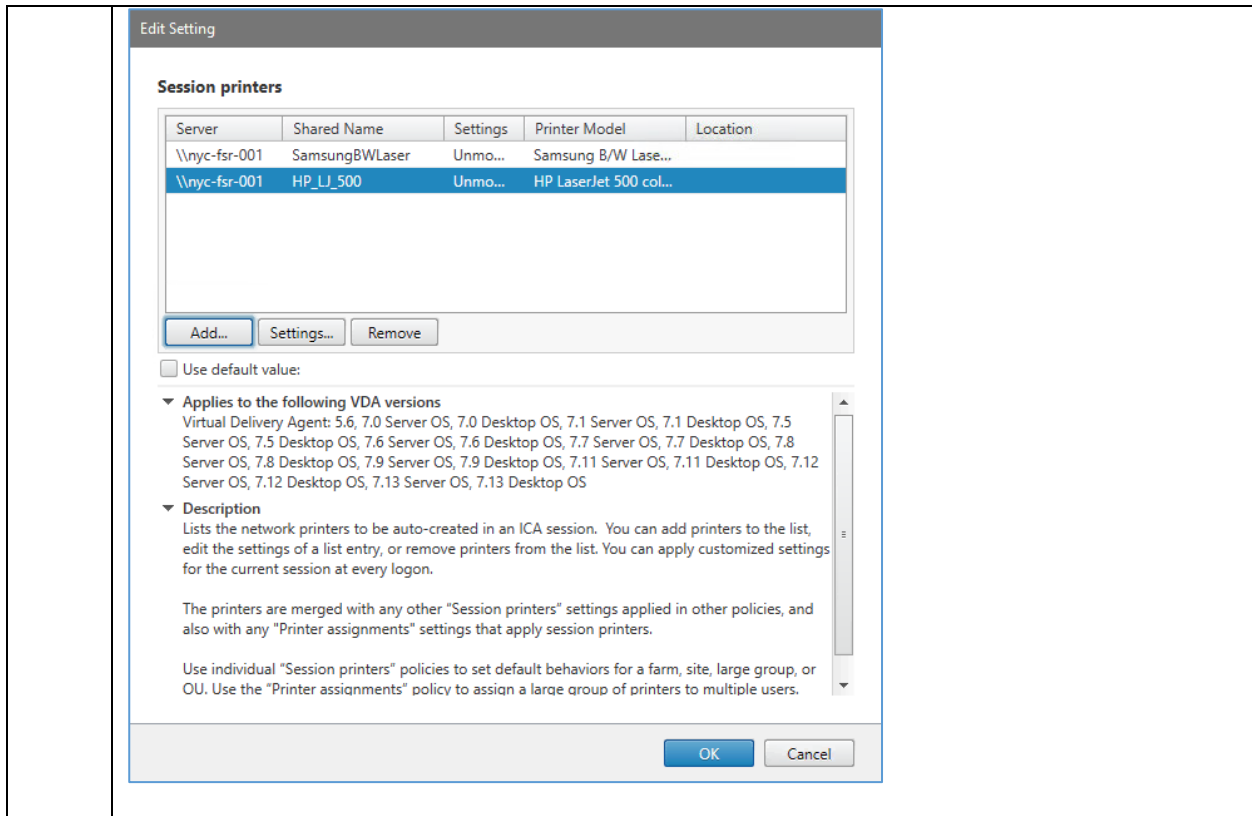 Edit Setting
Session printers
Server Shared Name Settings Printer Model Location
\\nyc-fsr-001 SamsungBWLaser Unmo... Samsung B/W Lase...
\\nyc-fsr-001 HP_LJ_500 Unmo... HP LaserJet 500 col...
Add... Settings... Remove
Use default value:
Applies to the following VDA versions
Virtual Delivery Agent: 5.6, 7.0 Server OS, 7.0 Desktop OS, 7.1 Server OS, 7.1 Desktop OS, 7.5
Server OS, 7.5 Desktop OS, 7.6 Server OS, 7.6 Desktop OS, 7.7 Server OS, 7.7 Desktop OS, 7.8
Server OS, 7.8 Desktop OS, 7.9 Server OS, 7.9 Desktop OS, 7.11 Server OS, 7.11 Desktop OS, 7.12
Server OS, 7.12 Desktop OS, 7.13 Server OS, 7.13 Desktop OS
Description
Lists the network printers to be auto-created in an ICA session. You can add printers to the list,
edit the settings of a list entry, or remove printers from the list. You can apply customized settings
for the current session at every logon.
The printers are merged with any other “Session printers” settings applied in other policies, and
also with any "Printer assignments" settings that apply session printers.
Use individual “Session printers” policies to set default behaviors for a farm, site, large group, or
OU. Use the “Printer assignments” policy to assign a large group of printers to multiple users.
OK Cancel